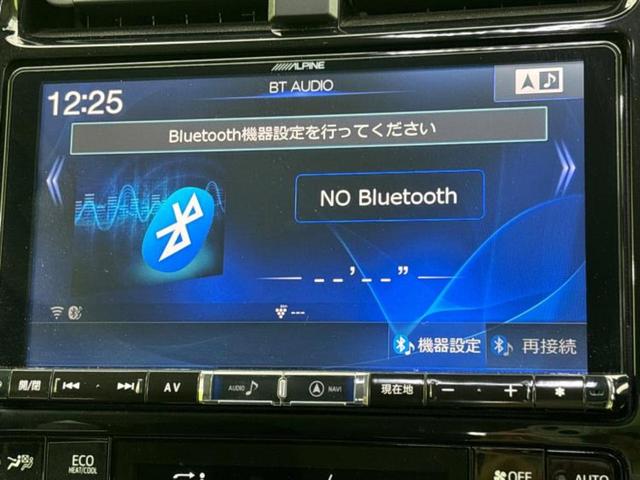 ALPINE
BT AUDIO
12:25
Bluetooth機器設定を行ってください
NO Bluetooth
--'--"
---
機器設定 再接続
開/閉 AV AUDIO NAVI 現在地 - +
ECO
HEAT/COOL
OFF
AUTO